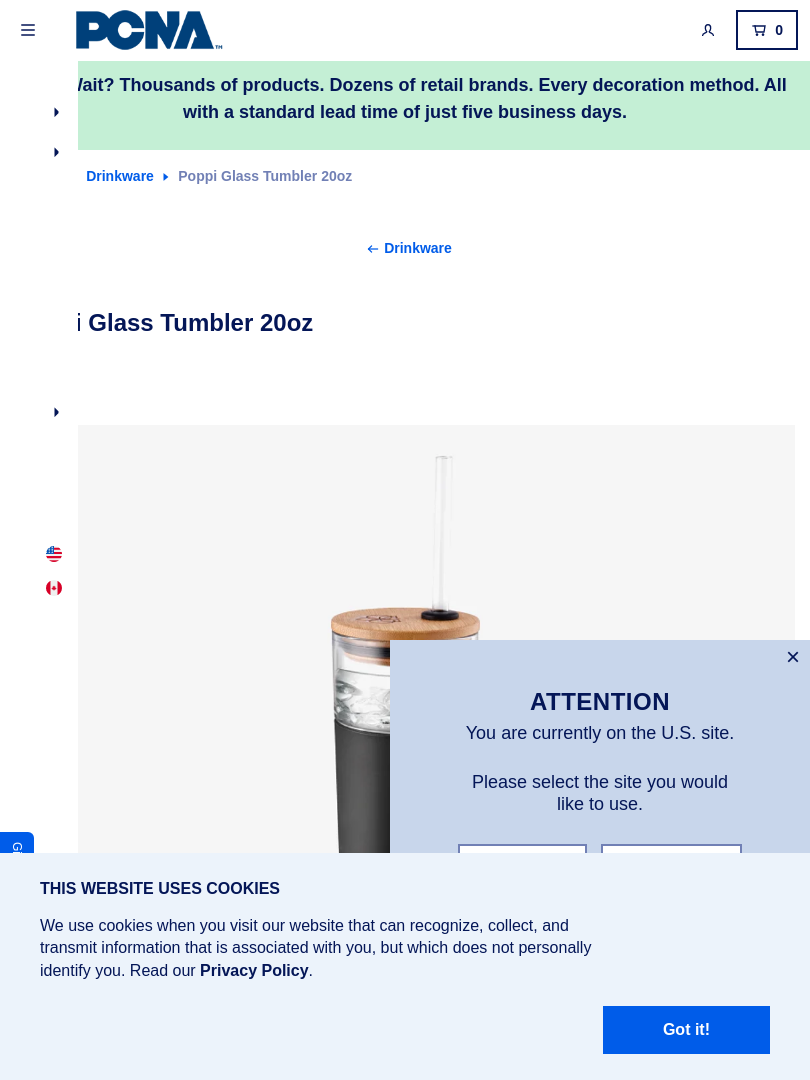 PCNA™
0
Wait? Thousands of products. Dozens of retail brands. Every decoration method. All
with a standard lead time of just five business days.
Drinkware
Poppi Glass Tumbler 20oz
Drinkware
i Glass Tumbler 20oz
ATTENTION
You are currently on the U.S. site.
Please select the site you would
like to use.
THIS WEBSITE USES COOKIES
We use cookies when you visit our website that can recognize, collect, and
transmit information that is associated with you, but which does not personally
identify you. Read our Privacy Policy.
Got it!